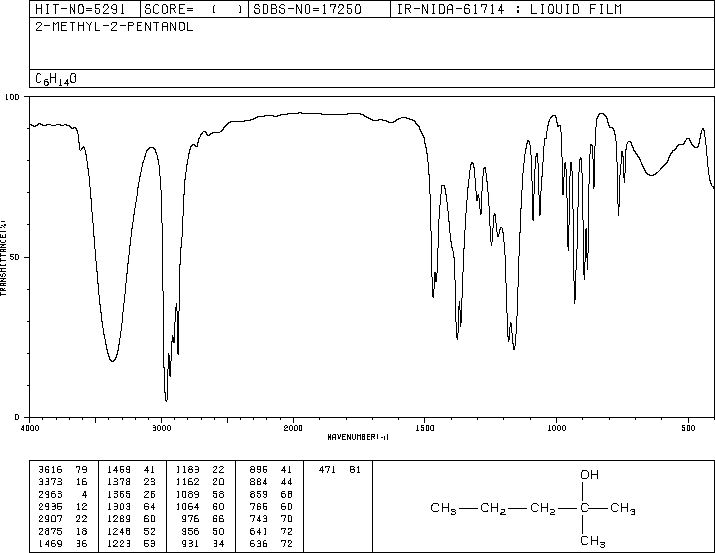 HIT-NO=5291 SCORE= ( ) SDBS-NO=17250 IR-NIDA-61714 : LIQUID FILM
2-METHYL-2-PENTANOL
C6H14O
100
50
0
TRANSMITTANCE(%)
4000 3000 2000 1500 1000 500
WAVENUMBER(-1)
3616 79 1459 41 1183 22 896 41 471 81
3373 16 1378 23 1162 20 884 44
2963 4 1365 26 1089 58 859 68
2935 12 1303 64 1064 60 766 60
2907 22 1289 60 976 66 743 70
2875 18 1248 52 956 50 641 72
1469 36 1223 53 931 34 636 72
OH
CH3 CH2 CH2 C CH3
CH3